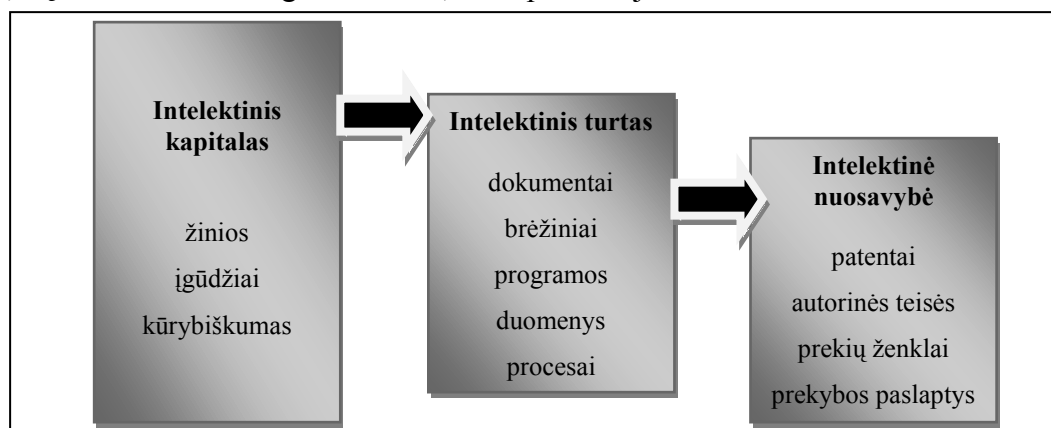 Intelektinis
kapitalas
žinios
įgūdžiai
kūrybiškumas
Intelektinis turtas
dokumentai
brėžiniai
programos
duomenys
procesai
Intelektinė
nuosavybė
patentai
autorinės teisės
prekių ženklai
prekybos paslaptys